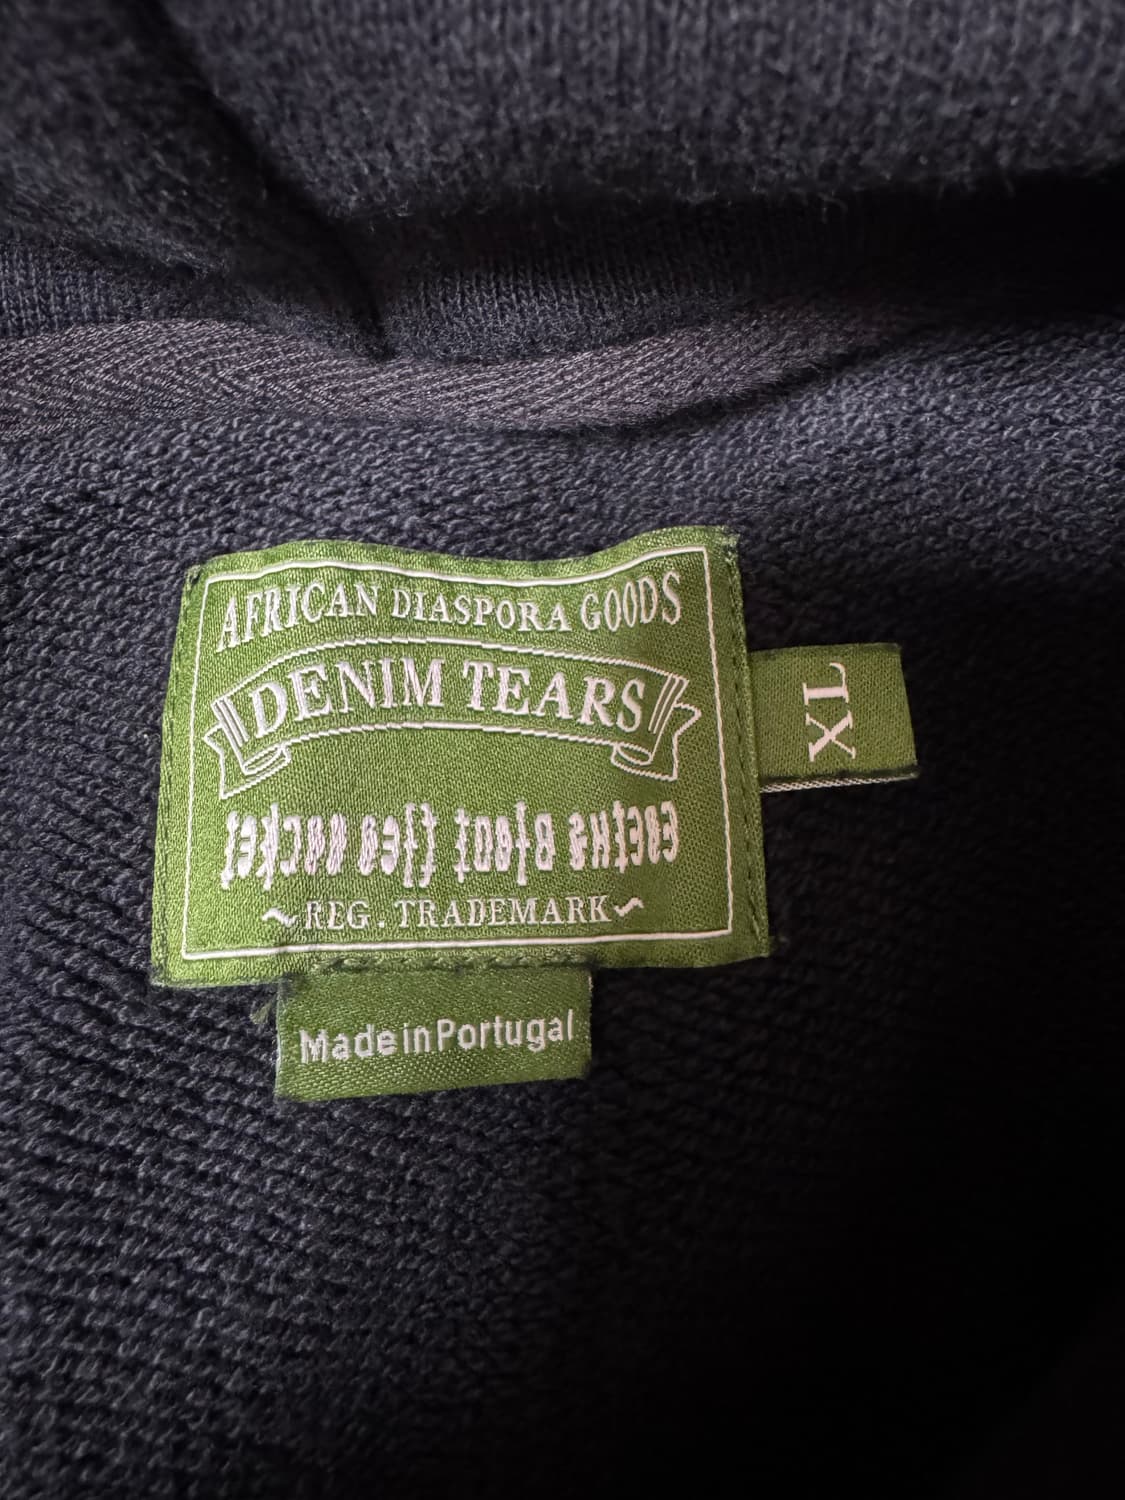 AFRICAN DIASPORA GOODS
DENIM TEARS
Cactus Plant flea market
~REG. TRADEMARK~
XL
Made in Portugal